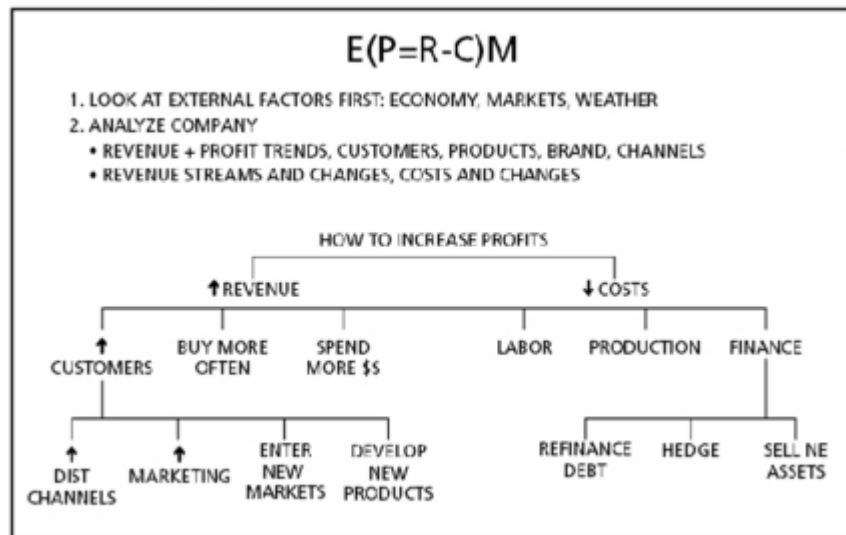 E(P=R-C)M
1. LOOK AT EXTERNAL FACTORS FIRST: ECONOMY, MARKETS, WEATHER
2. ANALYZE COMPANY
• REVENUE + PROFIT TRENDS, CUSTOMERS, PRODUCTS, BRAND, CHANNELS
• REVENUE STREAMS AND CHANGES, COSTS AND CHANGES
HOW TO INCREASE PROFITS
↑ REVENUE
↓ COSTS
↑
CUSTOMERS
BUY MORE
OFTEN
SPEND
MORE $S
LABOR
PRODUCTION
FINANCE
↑
DIST
CHANNELS
↑
MARKETING
ENTER
NEW
MARKETS
DEVELOP
NEW
PRODUCTS
REFINANCE
DEBT
HEDGE
SELL NE
ASSETS